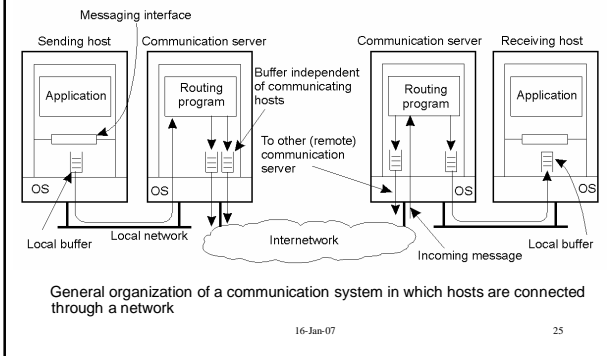 Messaging interface
Sending host
Communication server
Communication server
Receiving host
Application
Routing
program
Buffer independent
of communicating
hosts
To other (remote)
communication
server
Routing
program
Application
OS
OS
OS
OS
Local buffer
Local network
Internetwork
Incoming message
Local buffer
General organization of a communication system in which hosts are connected
through a network
16-Jan-07
25